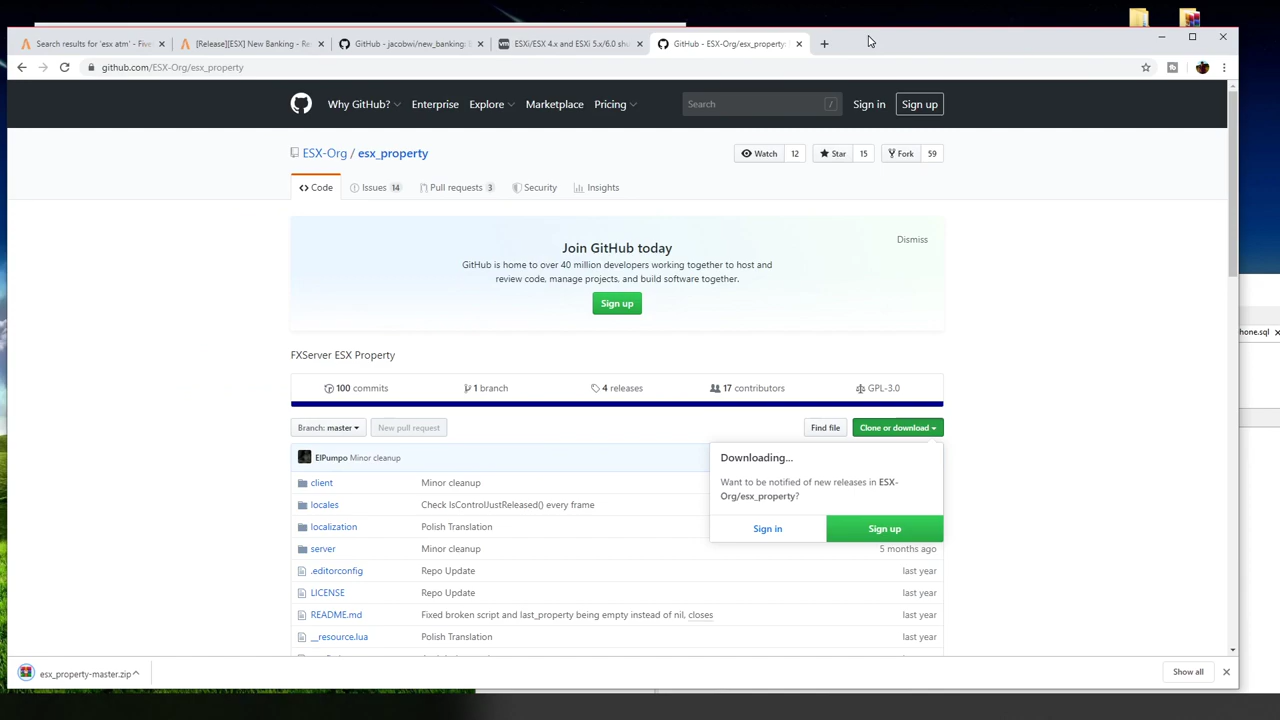 Search results for 'esx atm' - Five
[Release][ESX] New Banking - Re
GitHub - jacobwi/new_banking: E
ESXi/ESX 4.x and ESXi 5.x/6.0 shu
GitHub - ESX-Org/esx_property:
github.com/ESX-Org/esx_property
Why GitHub?
Enterprise
Explore
Marketplace
Pricing
Search
/
Sign in
Sign up
ESX-Org / esx_property
Watch 12
Star 15
Fork 59
Code
Issues 14
Pull requests 3
Security
Insights
Join GitHub today
Dismiss
GitHub is home to over 40 million developers working together to host and
review code, manage projects, and build software together.
Sign up
hone.sql
FXServer ESX Property
100 commits
1 branch
4 releases
17 contributors
GPL-3.0
Branch: master
New pull request
Find file
Clone or download
ElPumpo Minor cleanup
Downloading...
Want to be notified of new releases in ESX-
Org/esx_property?
Sign in
Sign up
client Minor cleanup
locales Check IsControlJustReleased() every frame
localization Polish Translation
server Minor cleanup 5 months ago
.editorconfig Repo Update last year
LICENSE Repo Update last year
README.md Fixed broken script and last_property being empty instead of nil, closes last year
__resource.lua Polish Translation last year
esx_property-master.zip
Show all